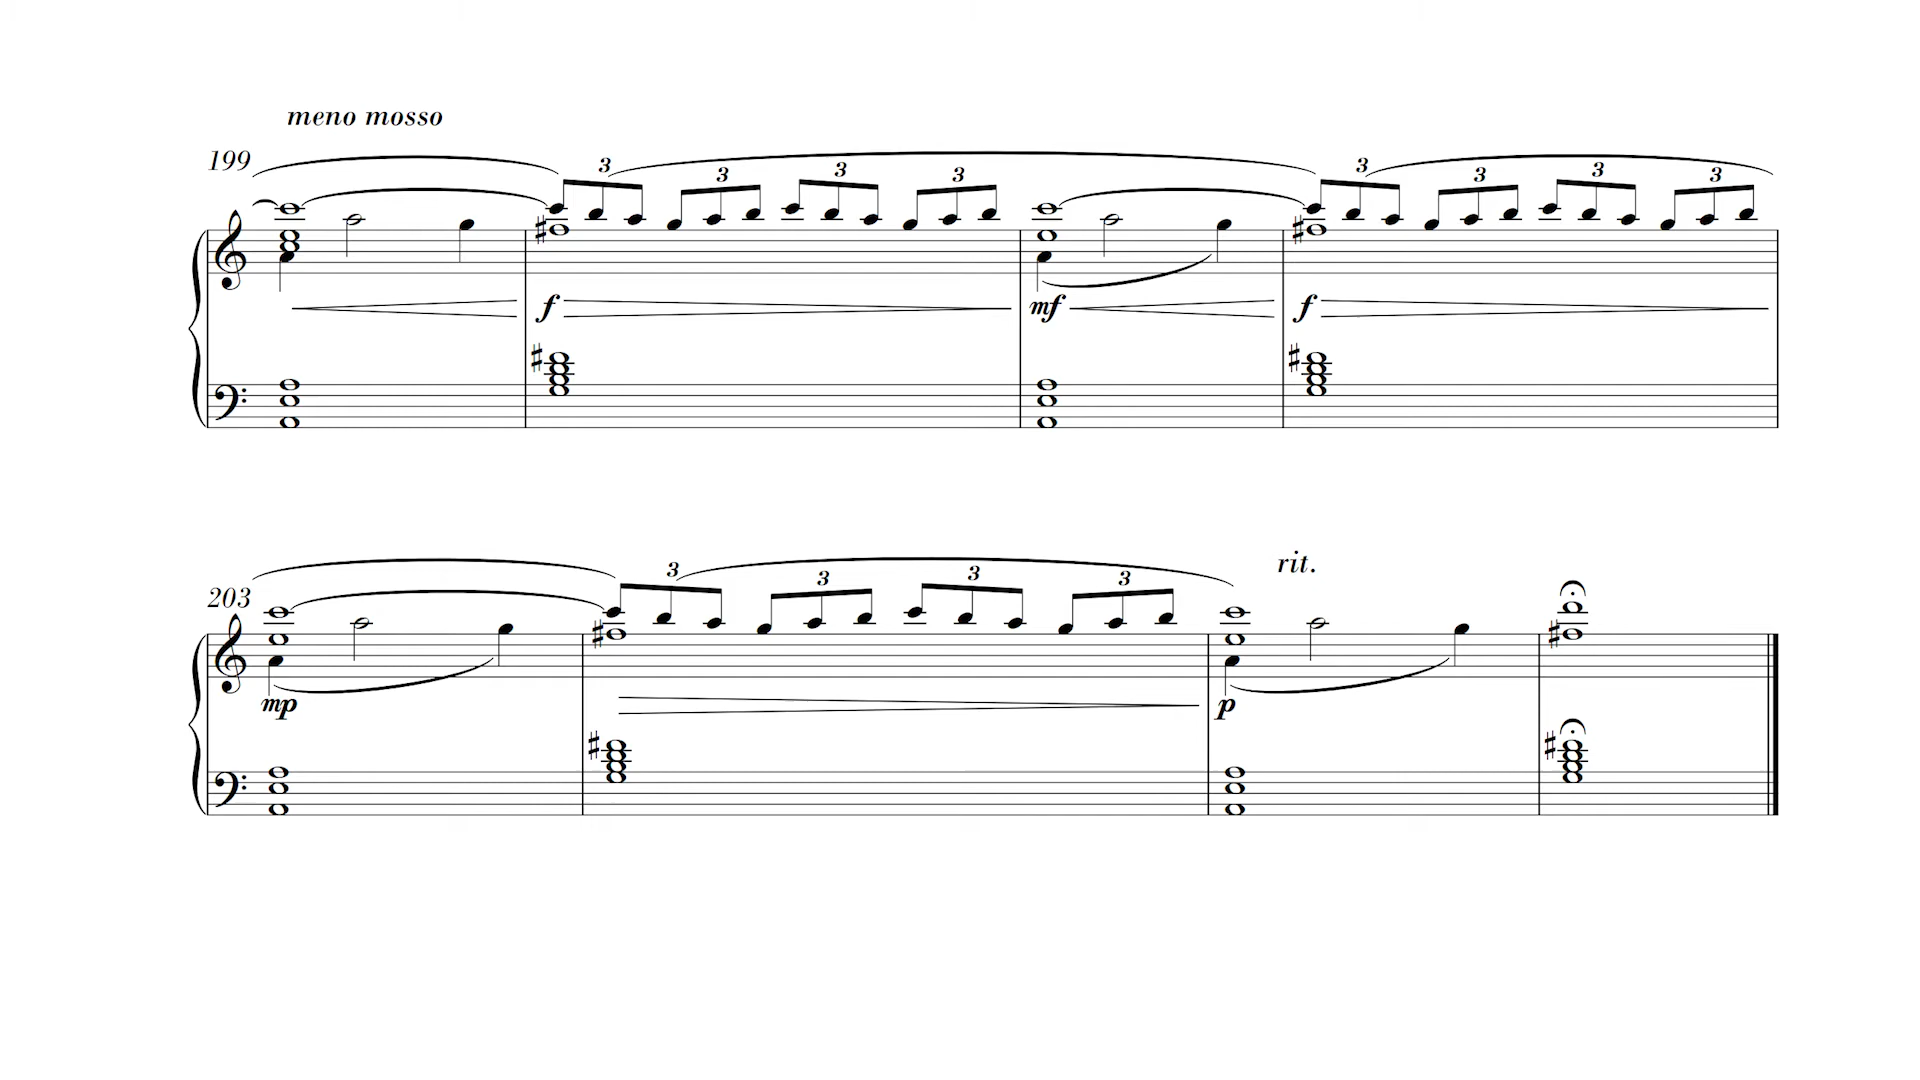 meno mosso
199
3 3 3 3 3 3 3 3
f mf f
rit.
203
3 3 3 3
mp p